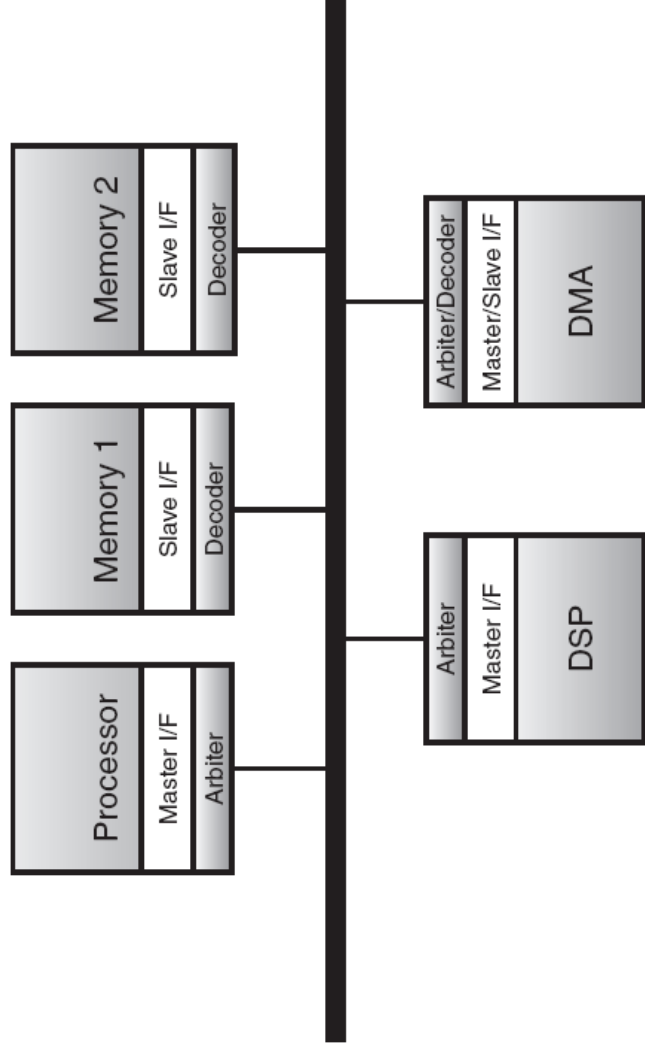 Processor
Master I/F
Arbiter
Memory 1
Slave I/F
Decoder
Memory 2
Slave I/F
Decoder
Arbiter
Master I/F
DSP
Arbiter/Decoder
Master/Slave I/F
DMA